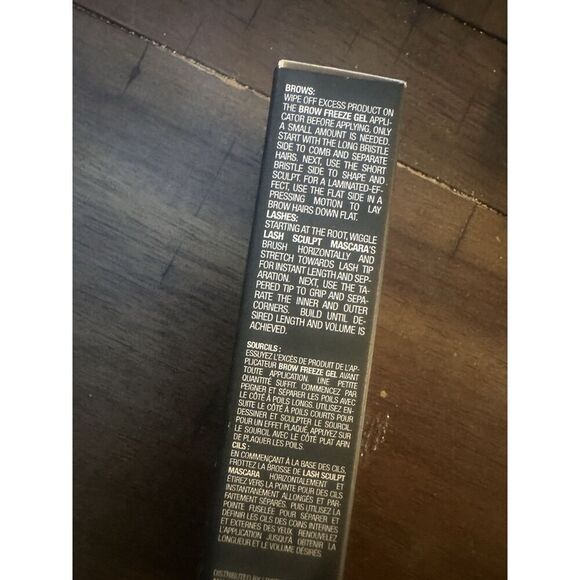 BROWS:
WIPE OFF EXCESS PRODUCT ON
THE BROW FREEZE GEL APPLI-
CATOR BEFORE APPLYING, ONLY
A SMALL AMOUNT IS NEEDED.
START WITH THE LONG BRISTLE
SIDE TO COMB AND SEPARATE
HAIRS. NEXT, USE THE SHORT
BRISTLE SIDE TO SHAPE AND
SCULPT. FOR A LAMINATED-EF-
FECT, USE THE FLAT SIDE IN A
PRESSING MOTION TO LAY
BROW HAIRS DOWN FLAT.
LASHES:
STARTING AT THE ROOT, WIGGLE
LASH SCULPT MASCARA'S
BRUSH HORIZONTALLY AND
STRETCH TOWARDS LASH TIP
FOR INSTANT LENGTH AND SEP-
ARATION. NEXT, USE THE TA-
PERED TIP TO GRIP AND SEPA-
RATE THE INNER AND OUTER
CORNERS. BUILD UNTIL DE-
SIRED LENGTH AND VOLUME IS
ACHIEVED.
SOURCILS :
ESSUYEZ L'EXCÈS DE PRODUIT DE L'AP-
PLICATEUR BROW FREEZE GEL AVANT
TOUTE APPLICATION. UNE PETITE
QUANTITÉ SUFFIT. COMMENCEZ PAR
PEIGNER ET SÉPARER LES POILS AVEC
LE CÔTÉ À POILS LONGS. UTILISEZ EN-
SUITE LE CÔTÉ À POILS COURTS POUR
DESSINER ET SCULPTER LE SOURCIL.
POUR UN EFFET PLAQUÉ, APPUYEZ SUR
LE SOURCIL AVEC LE CÔTÉ PLAT AFIN
DE PLAQUER LES POILS.
CILS :
EN COMMENÇANT À LA BASE DES CILS,
FROTTEZ LA BROSSE DE LASH SCULPT
MASCARA HORIZONTALEMENT ET
ÉTIREZ VERS LA POINTE POUR DES CILS
INSTANTANÉMENT ALLONGÉS ET PAR-
FAITEMENT SÉPARÉS. PUIS UTILISEZ LA
POINTE FUSELÉE POUR SÉPARER ET
DÉFINIR LES CILS DES COINS INTERNES
ET EXTERNES DES YEUX. RENOUVELEZ
L'APPLICATION JUSQU'À OBTENIR LA
LONGUEUR ET LE VOLUME DÉSIRÉS.
DISTRIBUTED BY